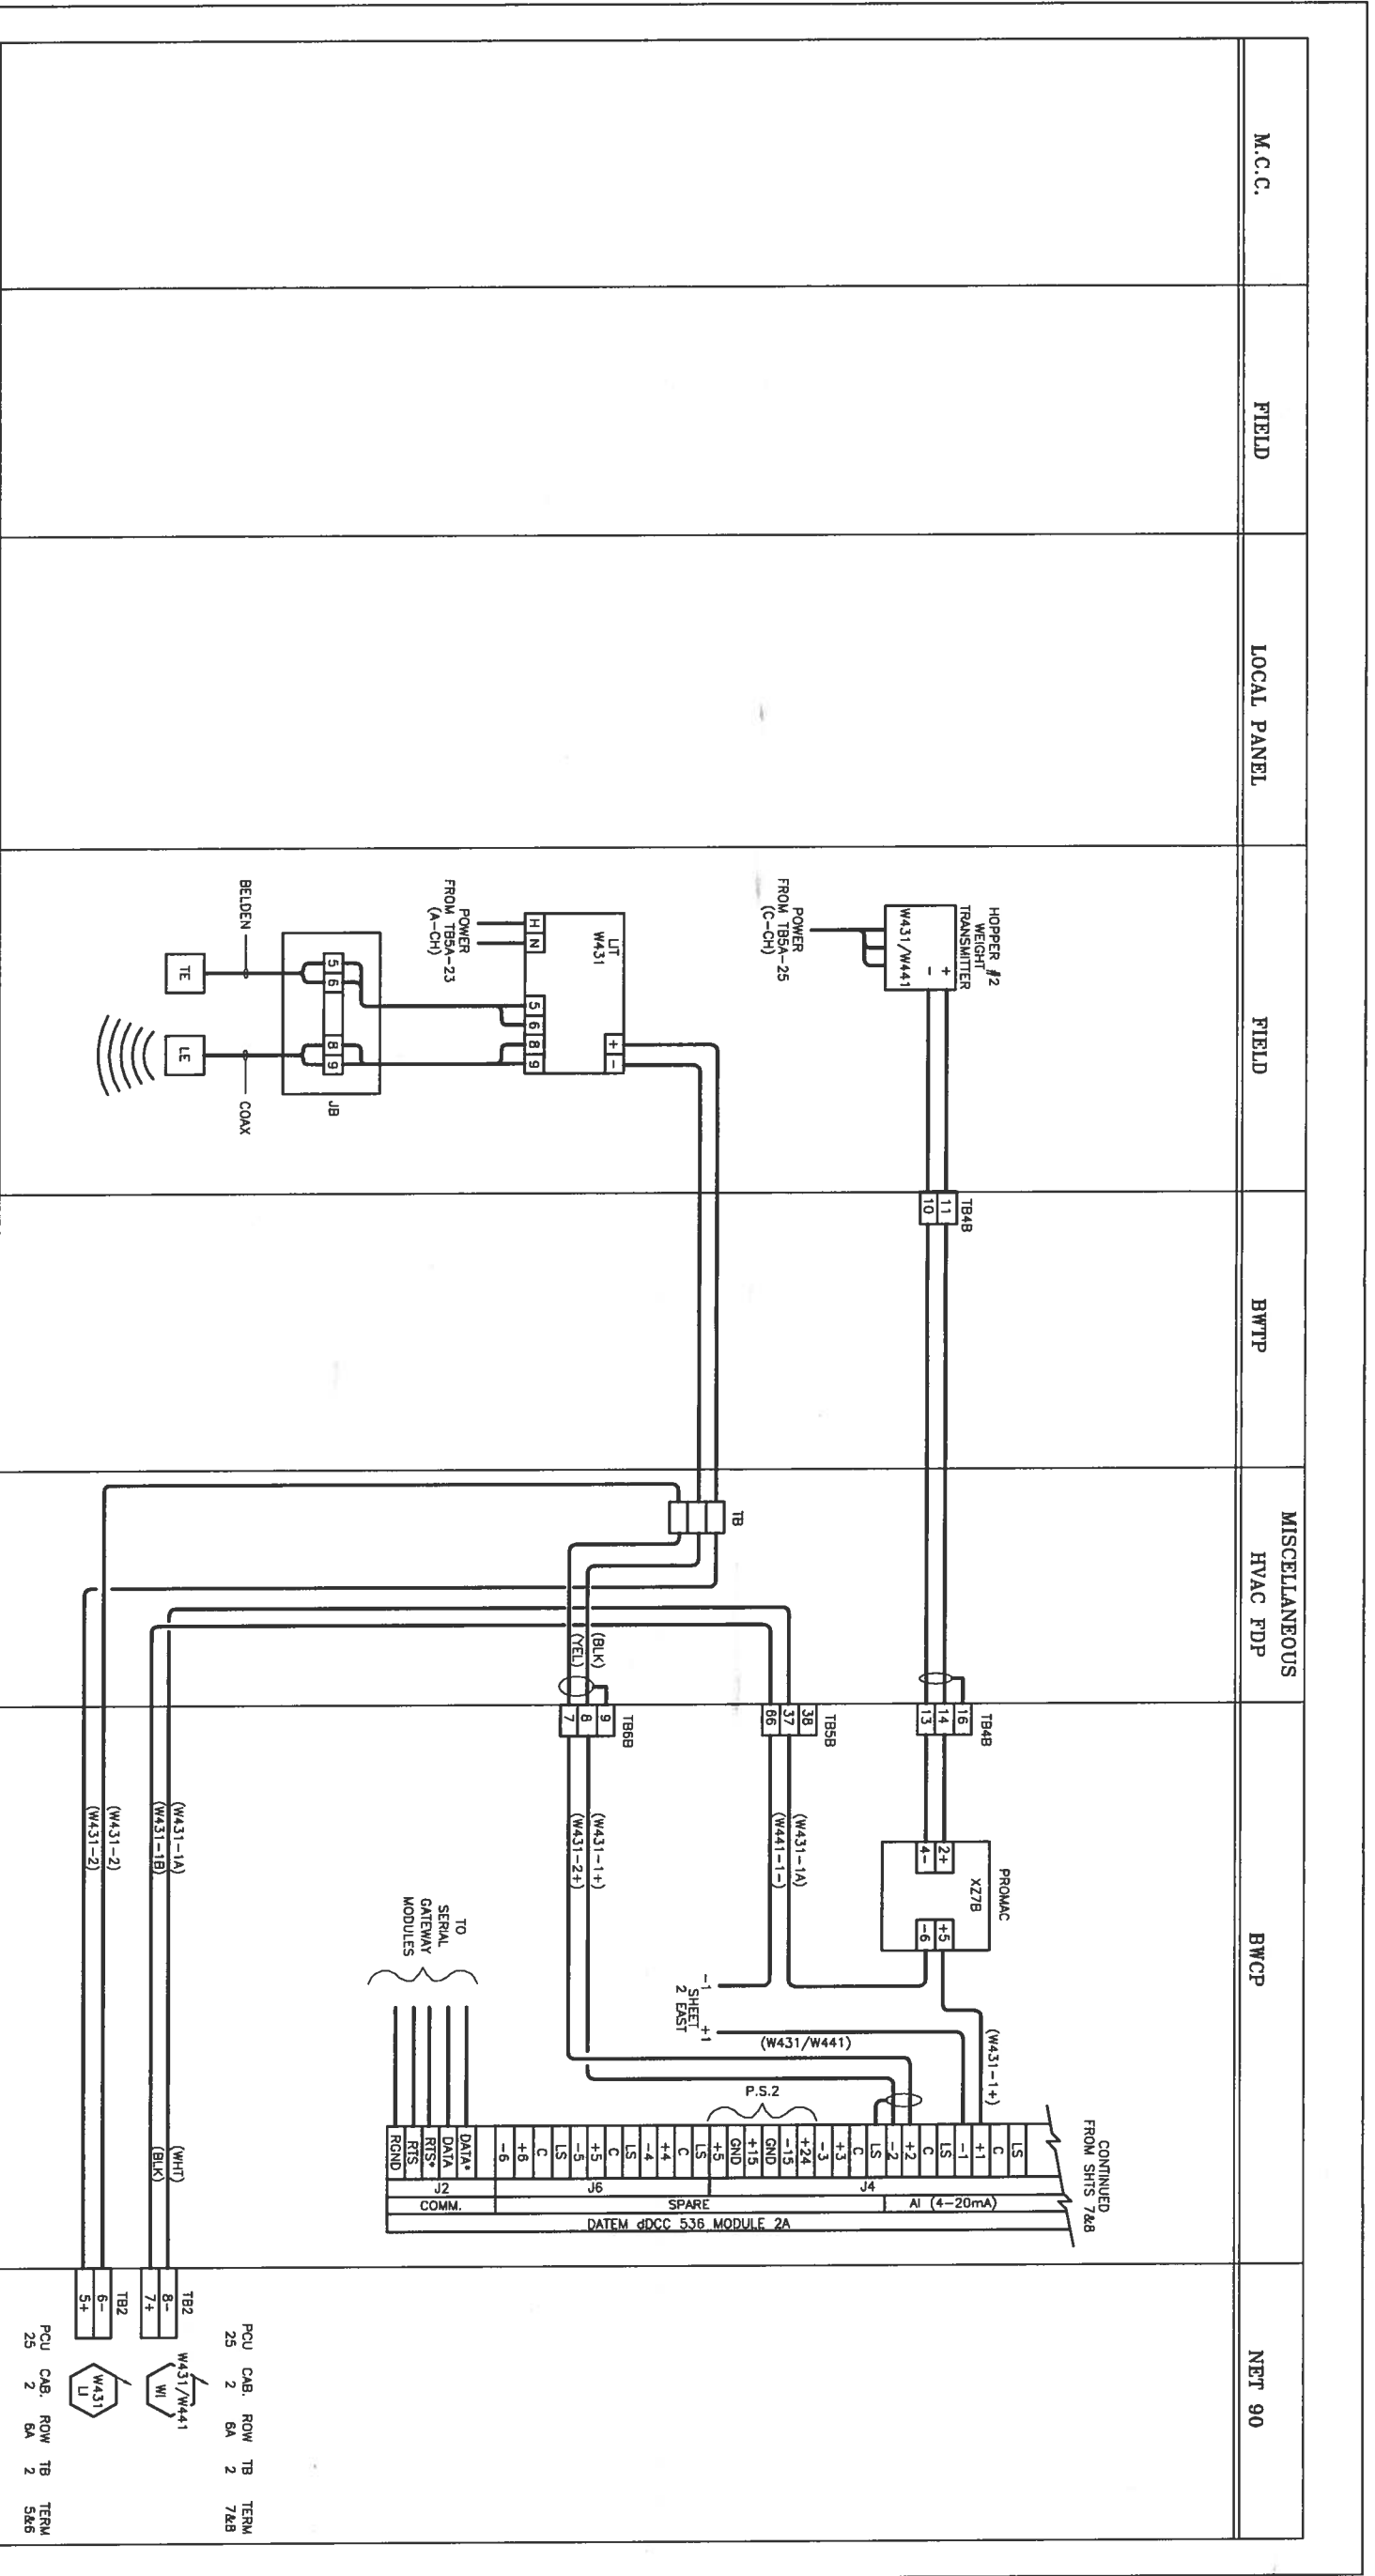 M.C.C.
FIELD
LOCAL PANEL
FIELD
BWTP
MISCELLANEOUS
HVAC FDP
BWCP
NET 90
HOPPER #2
WEIGHT
TRANSMITTER
+
-
W431/W441
POWER
FROM TB5A-25
(C-CH)
TB4B
11
10
TB4B
16
14
13
PROMAC
XZ7B
2+
4-
+5
-6
(W431-1+)
CONTINUED
FROM SHTS 7&8
TB5B
38
37
66
(W431-1A)
(W441-1-)
-1
SHEET
2 EAST
+1
(W431/W441)
LIT
W431
H
N
5
6
8
9
+
-
POWER
FROM TB5A-23
(A-CH)
TB
(BLK)
(YEL)
TB6B
9
8
7
(W431-1+)
(W431-2+)
P.S.2
LS
C
+1
-1
LS
C
+2
-2
LS
C
+3
-3
+24
-15
GND
+15
GND
+5
LS
C
+4
-4
LS
C
+5
-5
LS
C
+6
-6
DATA*
DATA
RTS*
RTS
RGND
J4
J6
J2
AI (4-20mA)
SPARE
COMM.
DATEM dDCC 536 MODULE 2A
TO
SERIAL
GATEWAY
MODULES
5
6
8
9
JB
BELDEN
COAX
TE
LE
(W431-1A)
(W431-1B)
(WHT)
(BLK)
TB2
8-
7+
W431/W441
WI
PCU CAB. ROW TB TERM
25 2 6A 2 7&8
(W431-2)
(W431-2)
TB2
6-
5+
W431
LI
PCU CAB. ROW TB TERM
25 2 6A 2 5&6